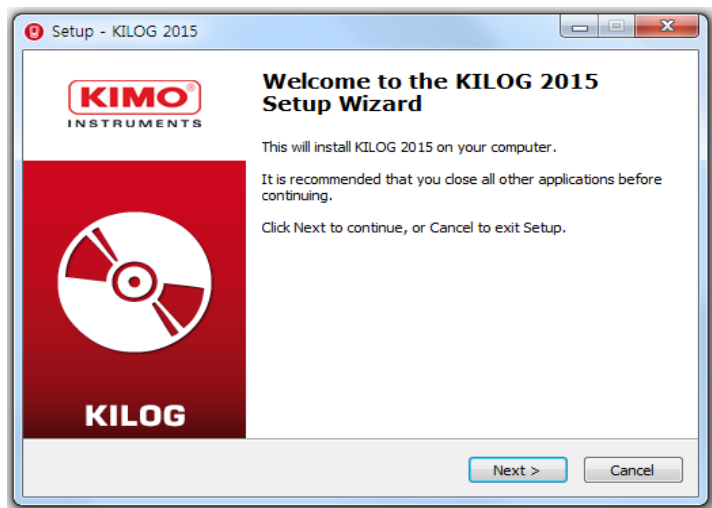 Setup - KILOG 2015
KIMO®
INSTRUMENTS
Welcome to the KILOG 2015
Setup Wizard
This will install KILOG 2015 on your computer.
It is recommended that you close all other applications before
continuing.
Click Next to continue, or Cancel to exit Setup.
KILOG
Next >
Cancel